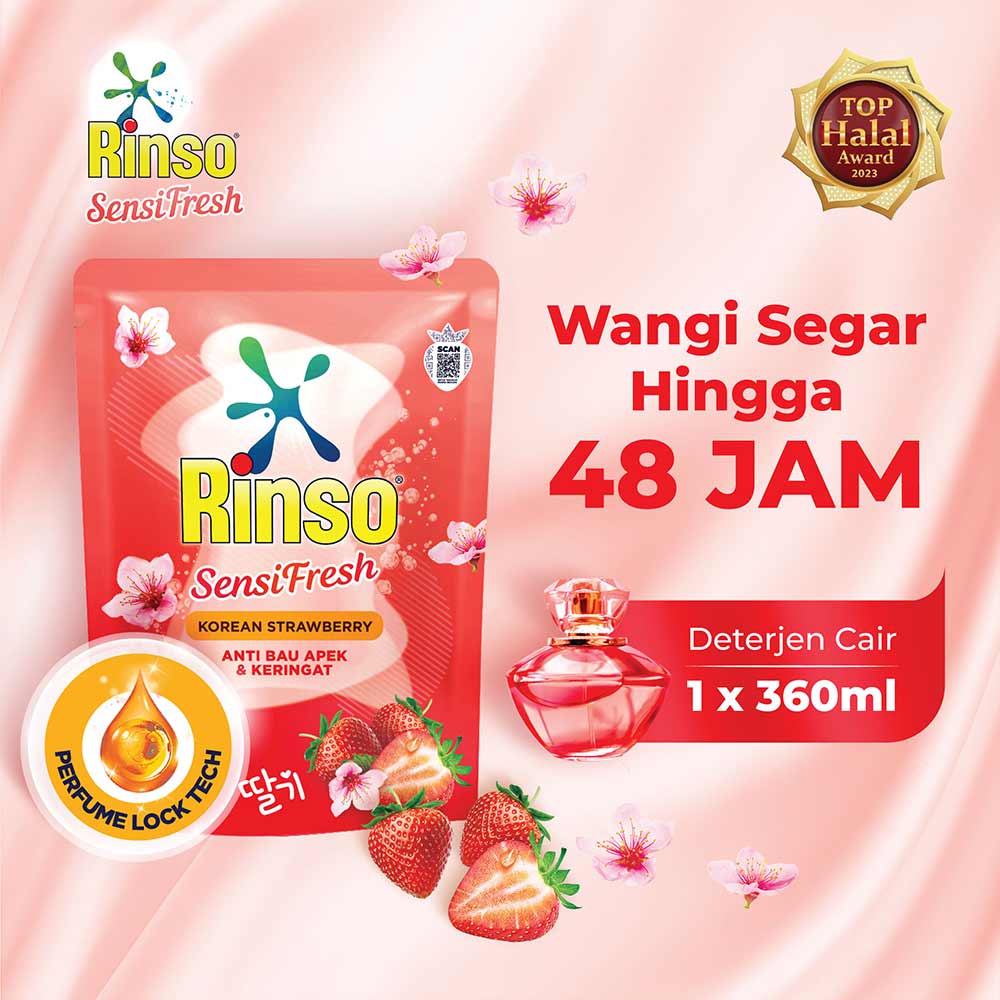 Rinso
SensiFresh
TOP
Halal
Award
2023
SCAN
Rinso
SensiFresh
KOREAN STRAWBERRY
ANTI BAU APEK
& KERINGAT
딸기
PERFUME LOCK TECH
Wangi Segar
Hingga
48 JAM
Deterjen Cair
1 x 360ml